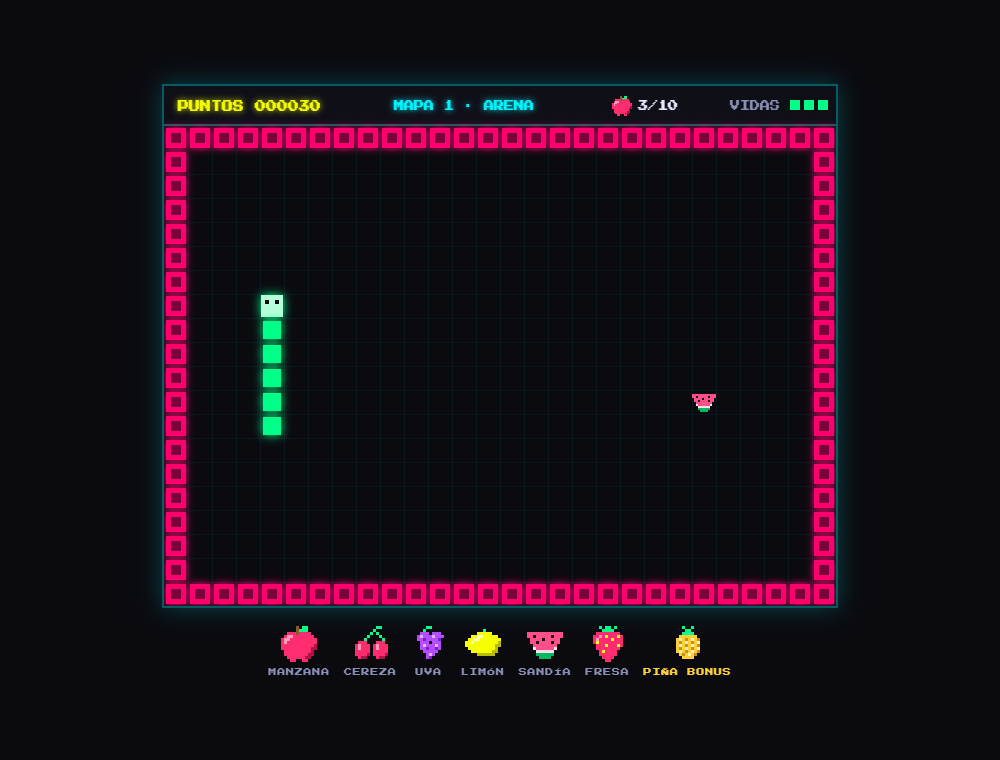 PUNTOS 000030 MAPA 1 · ARENA 3/10 VIDAS
MANZANA CEREZA UVA LIMóN SANDíA FRESA PIñA BONUS